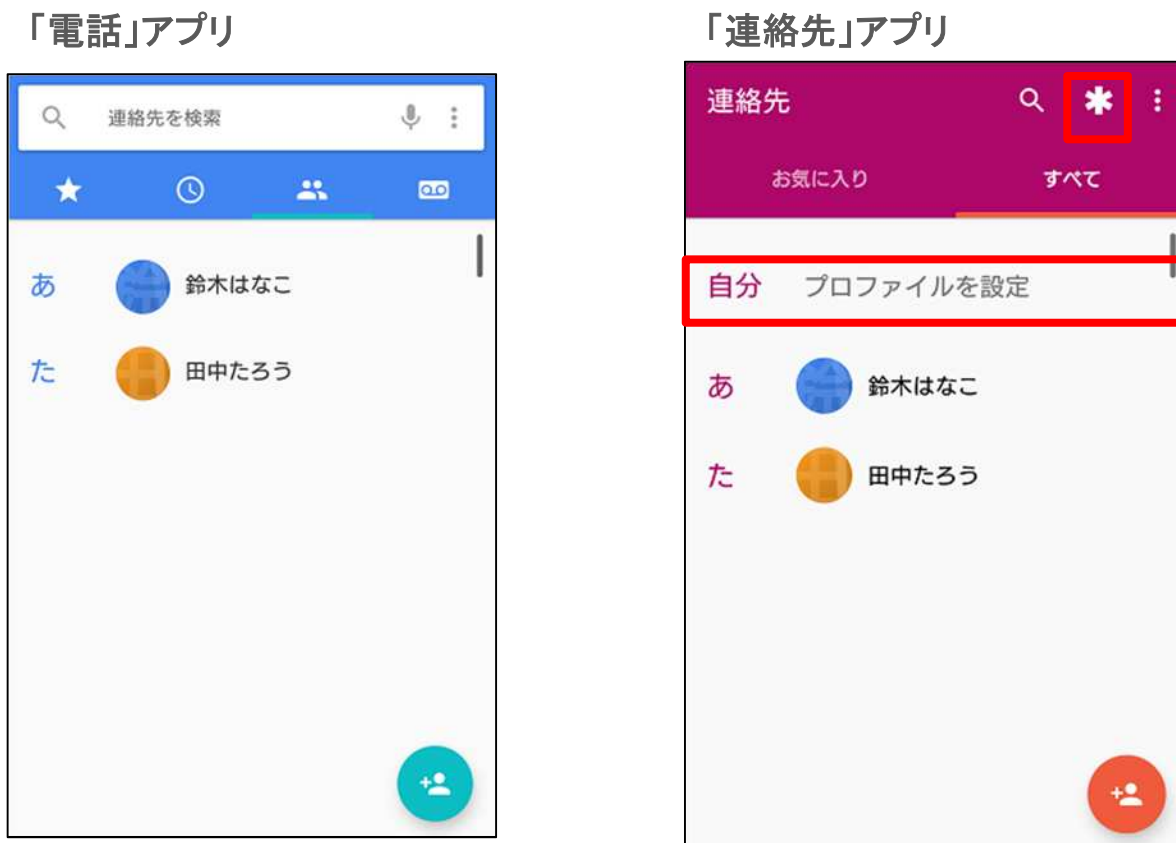 「電話」アプリ
連絡先を検索
あ 鈴木はなこ
た 田中たろう
「連絡先」アプリ
連絡先 *
お気に入り すべて
自分 プロファイルを設定
あ 鈴木はなこ
た 田中たろう